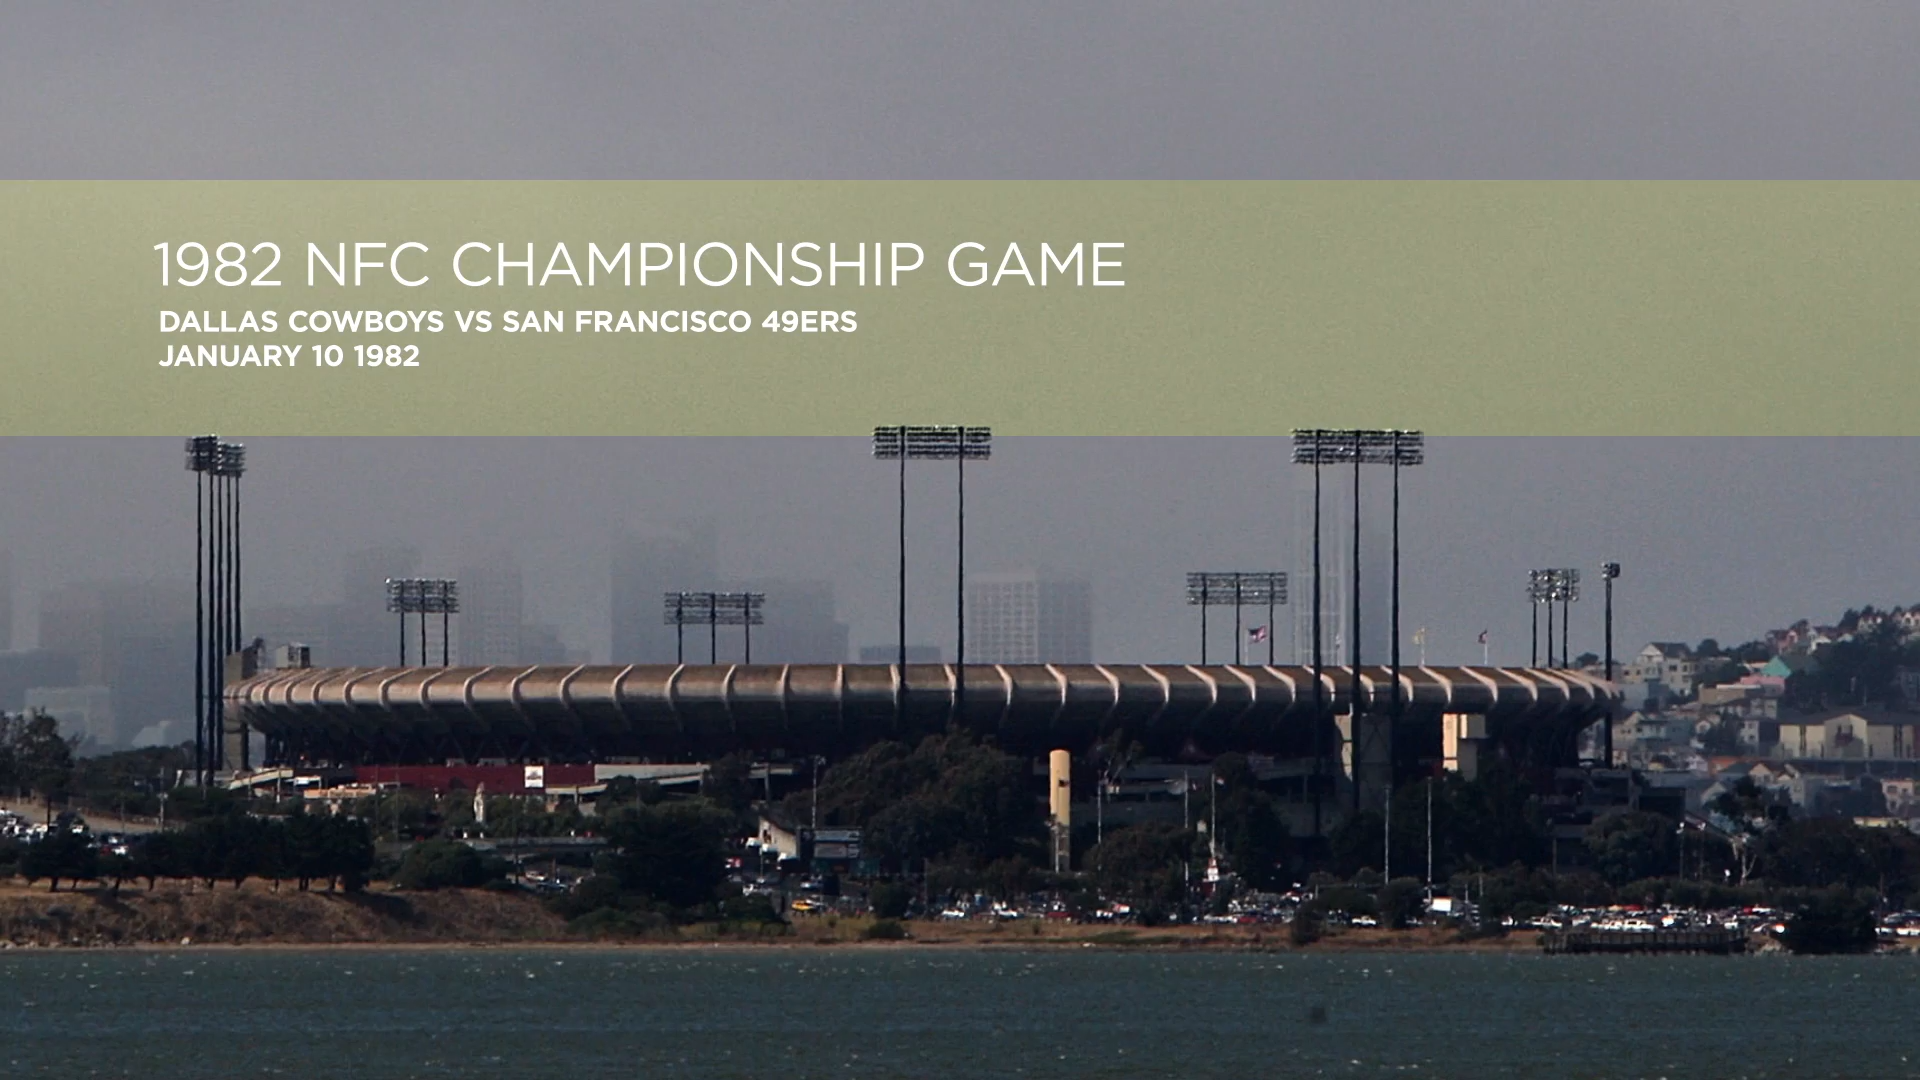 1982 NFC CHAMPIONSHIP GAME
DALLAS COWBOYS VS SAN FRANCISCO 49ERS
JANUARY 10 1982